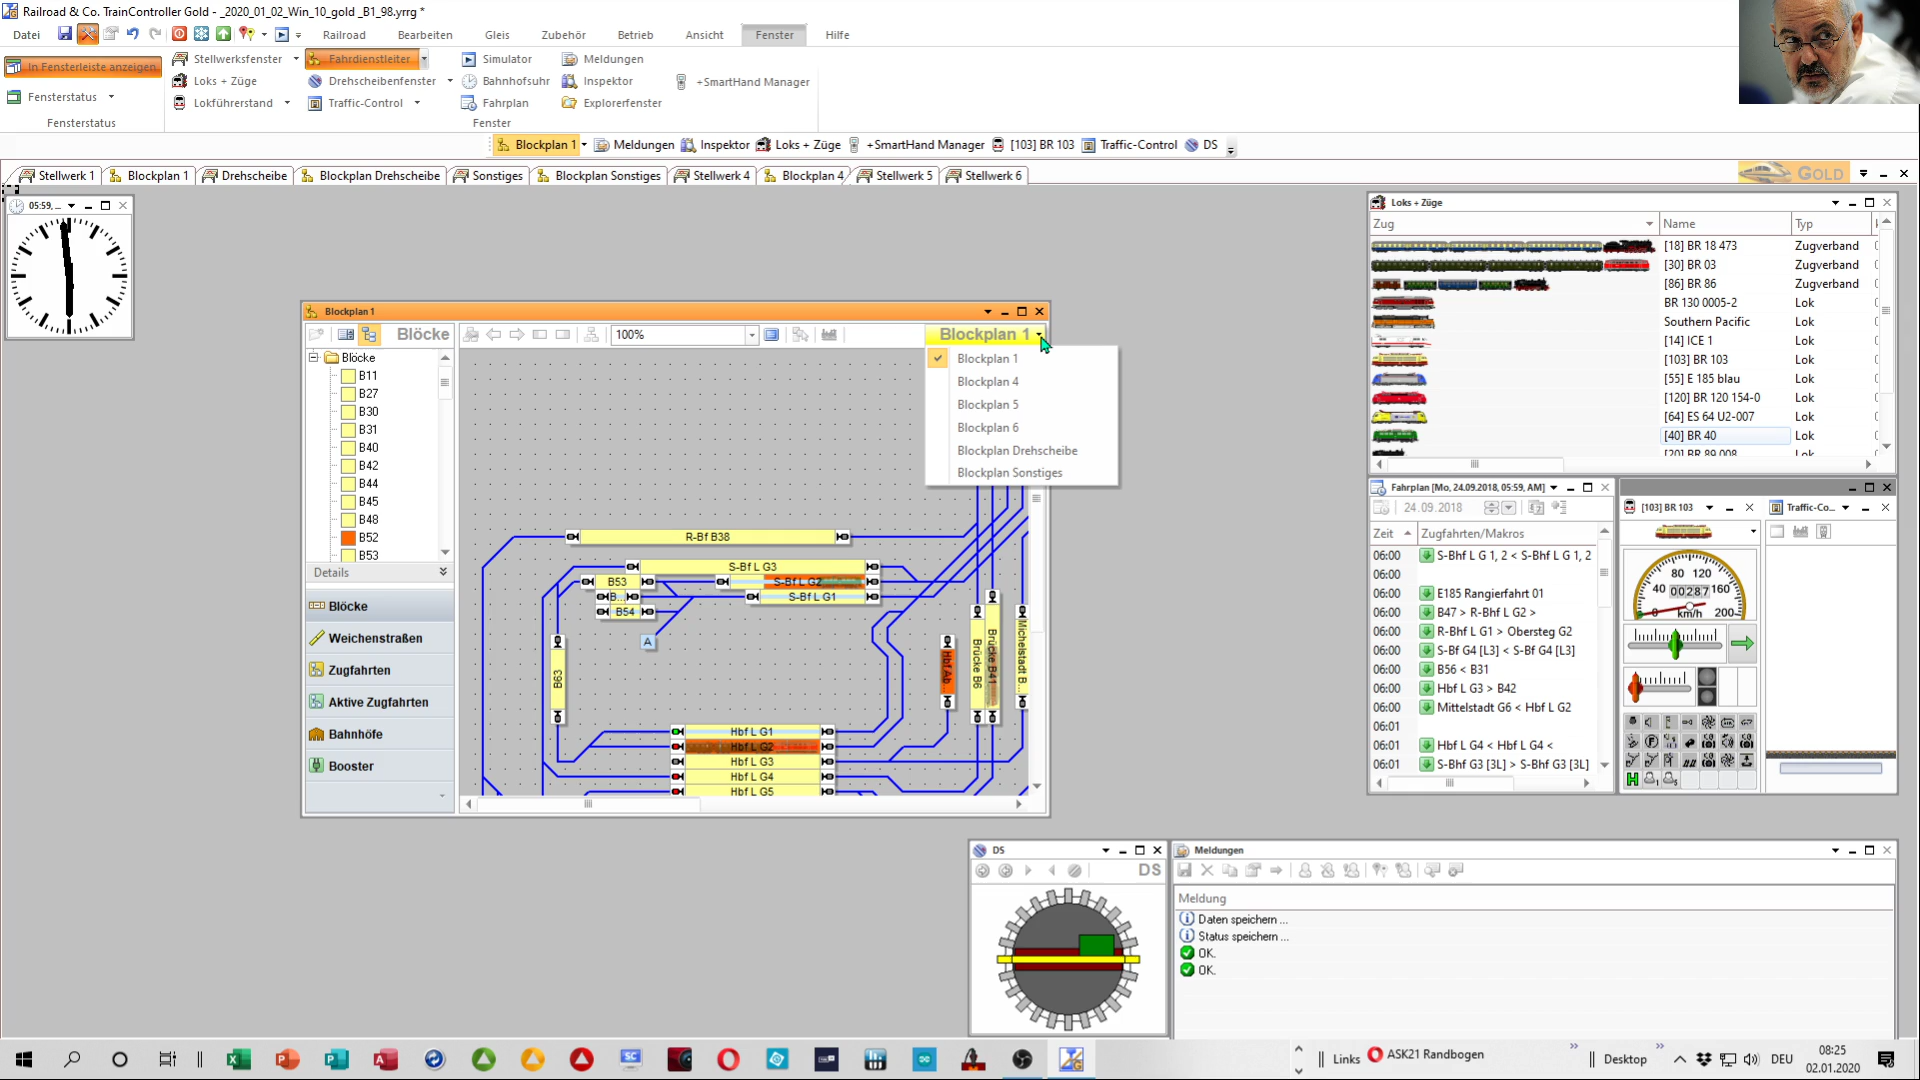 Railroad & Co. TrainController Gold - _2020_01_02_Win_10_gold _B1_98.yrrg *
Datei Railroad Bearbeiten Gleis Zubehör Betrieb Ansicht Fenster Hilfe
In Fensterleiste anzeigen Stellwerksfenster Fahrdienstleiter Simulator Meldungen
Loks + Züge Drehscheibenfenster Bahnhofsuhr Inspektor +SmartHand Manager
Fensterstatus Lokführerstand Traffic-Control Fahrplan Explorerfenster
Fensterstatus Fenster
Blockplan 1 Meldungen Inspektor Loks + Züge +SmartHand Manager [103] BR 103 Traffic-Control DS
Stellwerk 1 Blockplan 1 Drehscheibe Blockplan Drehscheibe Sonstiges Blockplan Sonstiges Stellwerk 4 Blockplan 4 Stellwerk 5 Stellwerk 6 GOLD
05:59, ...
Blockplan 1
Blöcke 100% Blockplan 1
Blöcke
B11
B27
B30
B31
B40
B42
B44
B45
B48
B52
B53
Details
Blöcke
Weichenstraßen
Zugfahrten
Aktive Zugfahrten
Bahnhöfe
Booster
Blockplan 1
Blockplan 4
Blockplan 5
Blockplan 6
Blockplan Drehscheibe
Blockplan Sonstiges
R-Bf B38
S-Bf L G3
B53 S-Bf L G2
B... S-Bf L G1
B54
A
B63
Hbf Ab...
Brücke B6
Brücke B41
Michelstadt B...
Hbf L G1
Hbf L G2
Hbf L G3
Hbf L G4
Hbf L G5
Loks + Züge
Zug Name Typ
[18] BR 18 473 Zugverband
[30] BR 03 Zugverband
[86] BR 86 Zugverband
BR 130 0005-2 Lok
Southern Pacific Lok
[14] ICE 1 Lok
[103] BR 103 Lok
[55] E 185 blau Lok
[120] BR 120 154-0 Lok
[64] ES 64 U2-007 Lok
[40] BR 40 Lok
[20] BR 89 008 Lok
Fahrplan [Mo, 24.09.2018, 05:59, AM]
24.09.2018
Zeit Zugfahrten/Makros
06:00 S-Bhf L G 1, 2 < S-Bhf L G 1, 2
06:00
06:00 E185 Rangierfahrt 01
06:00 B47 > R-Bhf L G2 >
06:00 R-Bhf L G1 > Obersteg G2
06:00 S-Bf G4 [L3] < S-Bf G4 [L3]
06:00 B56 < B31
06:00 Hbf L G3 > B42
06:00 Mittelstadt G6 < Hbf L G2
06:01
06:01 Hbf L G4 < Hbf L G4 <
06:01 S-Bhf G3 [3L] > S-Bhf G3 [3L]
[103] BR 103 Traffic-Co...
80 120
40 00287 160
0 km/h 200
DS
DS
Meldungen
Meldung
Daten speichern ...
Status speichern ...
OK.
OK.
Links ASK21 Randbogen Desktop DEU 08:25
02.01.2020